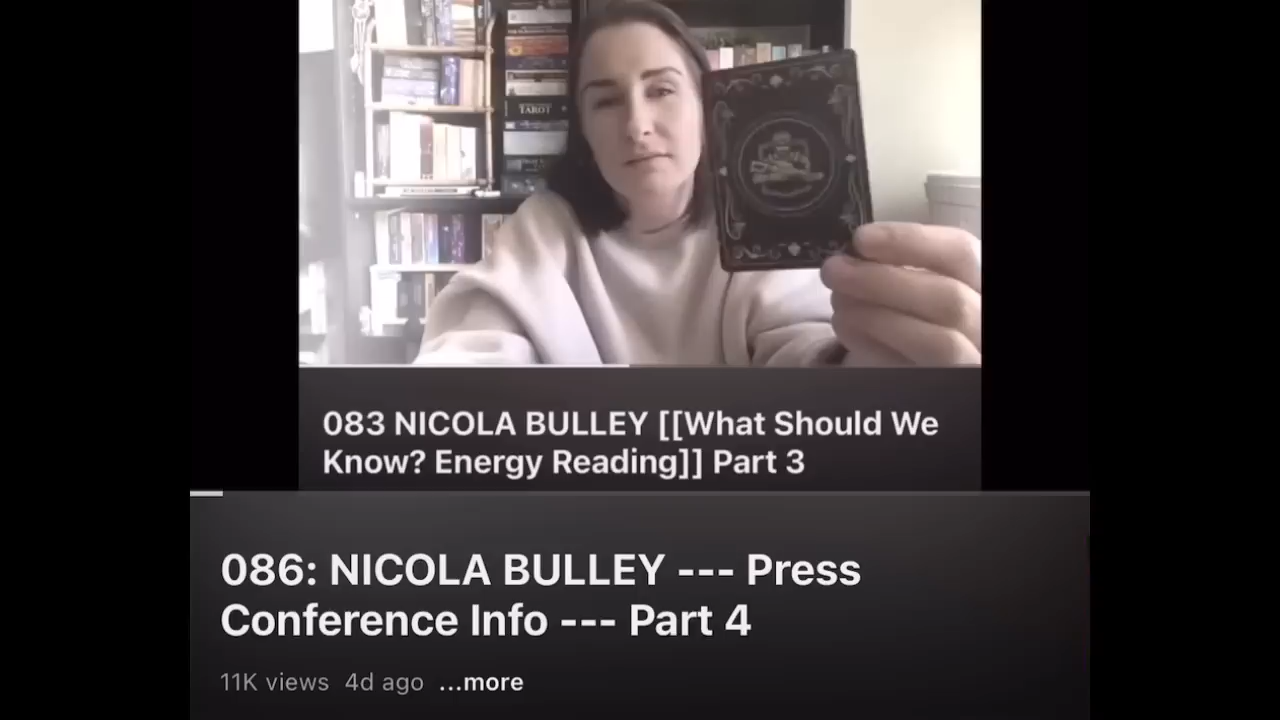 TAROT
083 NICOLA BULLEY [[What Should We
Know? Energy Reading]] Part 3
086: NICOLA BULLEY --- Press
Conference Info --- Part 4
11K views 4d ago ...more